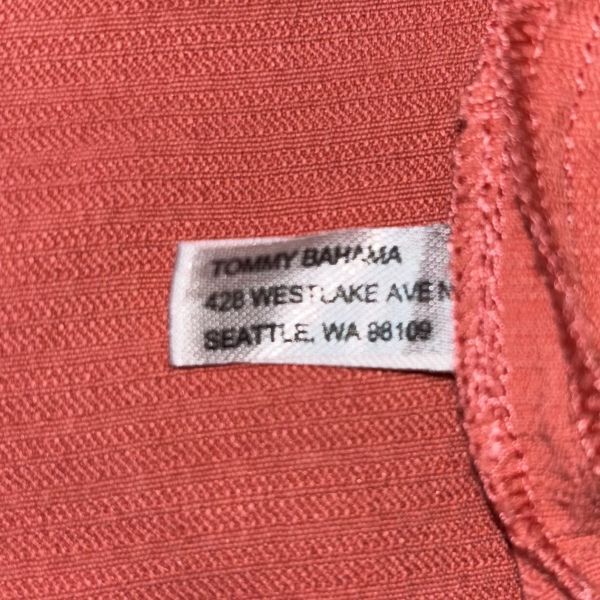 TOMMY BAHAMA
428 WESTLAKE AVE N
SEATTLE, WA 98109